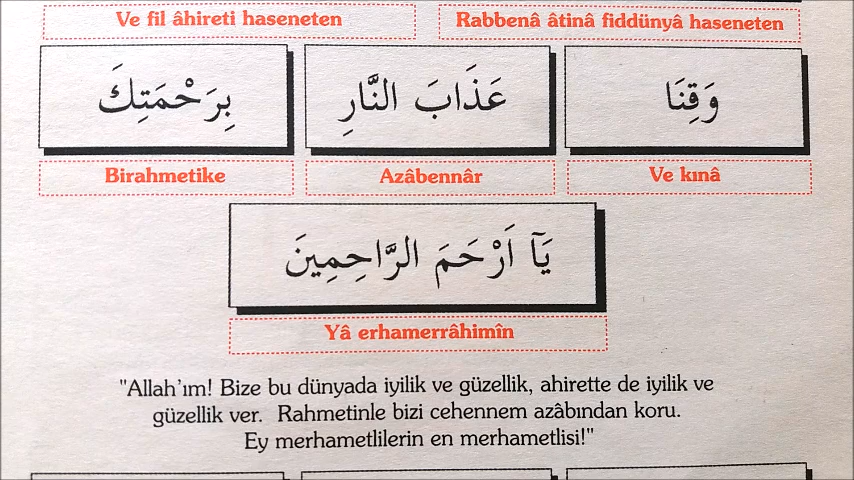 Rabbenâ âtinâ fiddünyâ haseneten
Ve fil âhireti haseneten
وَقِنَا
عَذَابَ النَّارِ
بِرَحْمَتِكَ
Ve kınâ
Azâbennâr
Birahmetike
يَآ اَرْحَمَ الرَّاحِمِينَ
Yâ erhamerrâhimîn
"Allah'ım! Bize bu dünyada iyilik ve güzellik, ahirette de iyilik ve
güzellik ver. Rahmetinle bizi cehennem azâbından koru.
Ey merhametlilerin en merhametlisi!"